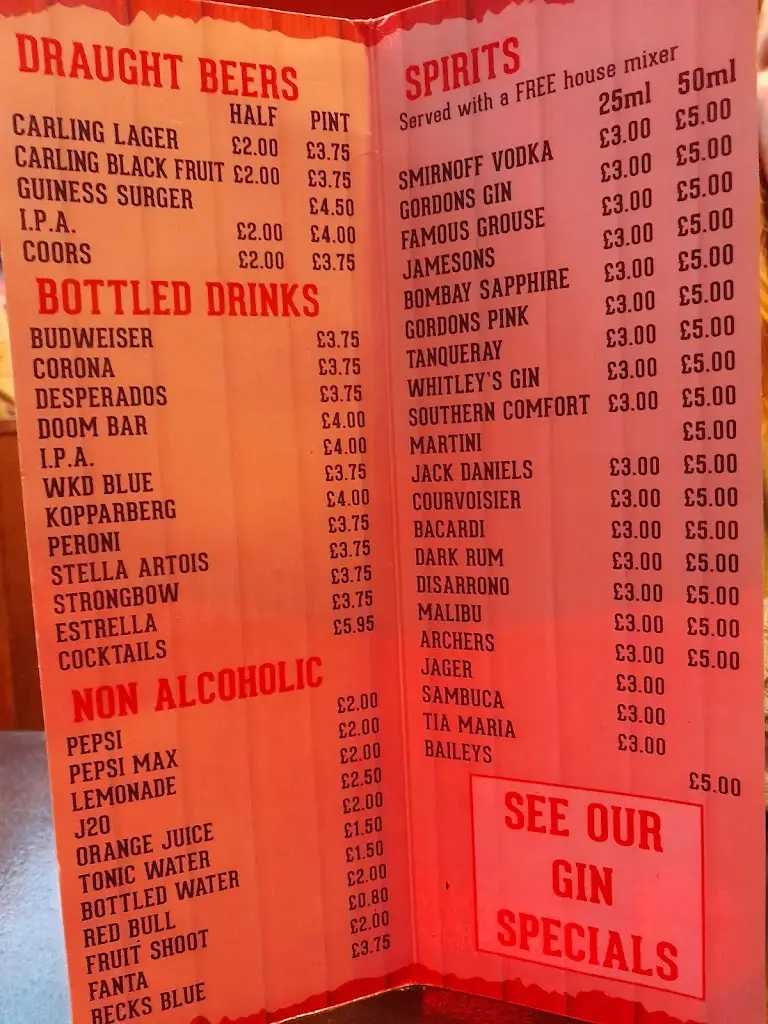 DRAUGHT BEERS
HALF PINT
CARLING LAGER £2.00 £3.75
CARLING BLACK FRUIT £2.00 £3.75
GUINESS SURGER £4.50
I.P.A. £2.00 £4.00
COORS £2.00 £3.75
BOTTLED DRINKS
BUDWEISER £3.75
CORONA £3.75
DESPERADOS £3.75
DOOM BAR £4.00
I.P.A. £4.00
WKD BLUE £3.75
KOPPARBERG £4.00
PERONI £3.75
STELLA ARTOIS £3.75
STRONGBOW £3.75
ESTRELLA £3.75
COCKTAILS £5.95
NON ALCOHOLIC
PEPSI £2.00
PEPSI MAX £2.00
LEMONADE £2.00
J20 £2.50
ORANGE JUICE £2.00
TONIC WATER £1.50
BOTTLED WATER £1.50
RED BULL £2.00
FRUIT SHOOT £0.80
FANTA £2.00
BECKS BLUE £3.75
SPIRITS
Served with a FREE house mixer
25ml 50ml
SMIRNOFF VODKA £3.00 £5.00
GORDONS GIN £3.00 £5.00
FAMOUS GROUSE £3.00 £5.00
JAMESONS £3.00 £5.00
BOMBAY SAPPHIRE £3.00 £5.00
GORDONS PINK £3.00 £5.00
TANQUERAY £3.00 £5.00
WHITLEY'S GIN £3.00 £5.00
SOUTHERN COMFORT £3.00 £5.00
MARTINI £5.00
JACK DANIELS £3.00 £5.00
COURVOISIER £3.00 £5.00
BACARDI £3.00 £5.00
DARK RUM £3.00 £5.00
DISARRONO £3.00 £5.00
MALIBU £3.00 £5.00
ARCHERS £3.00 £5.00
JAGER £3.00
SAMBUCA £3.00
TIA MARIA £3.00
BAILEYS £5.00
SEE OUR
GIN
SPECIALS